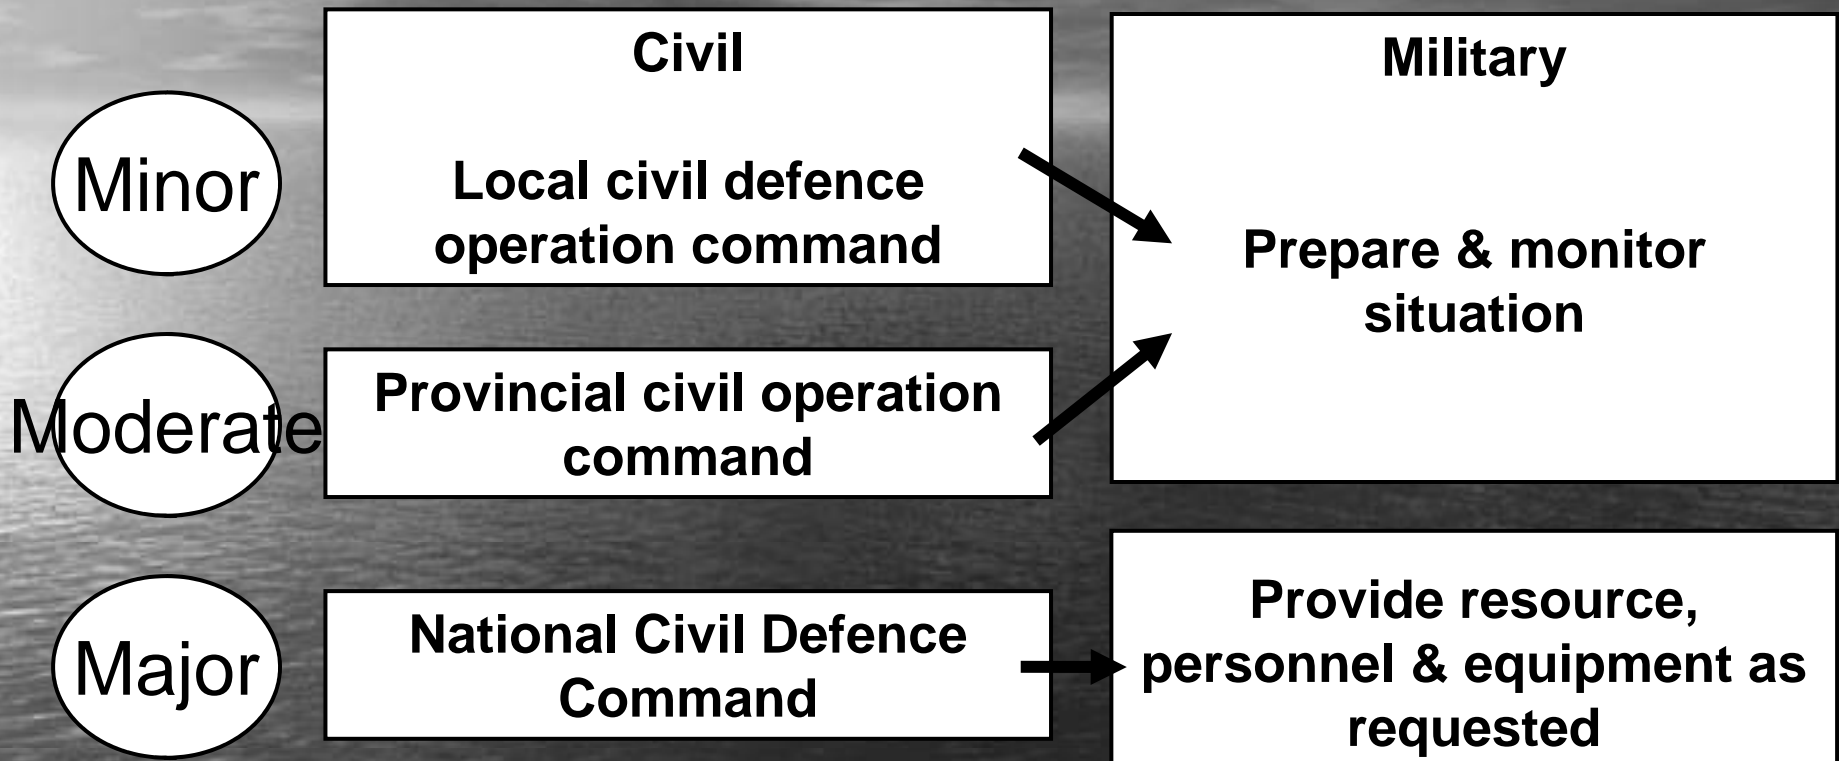 Civil
Military
Minor
Local civil defence
operation command
Prepare & monitor
situation
Moderate
Provincial civil operation
command
Major
National Civil Defence
Command
Provide resource,
personnel & equipment as
requested